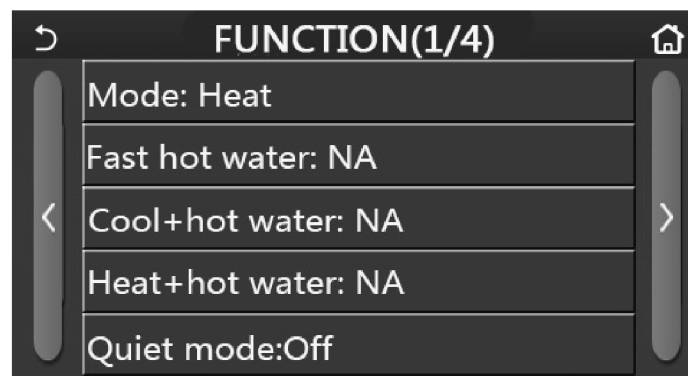 FUNCTION(1/4)
Mode: Heat
Fast hot water: NA
Cool+hot water: NA
Heat+hot water: NA
Quiet mode:Off